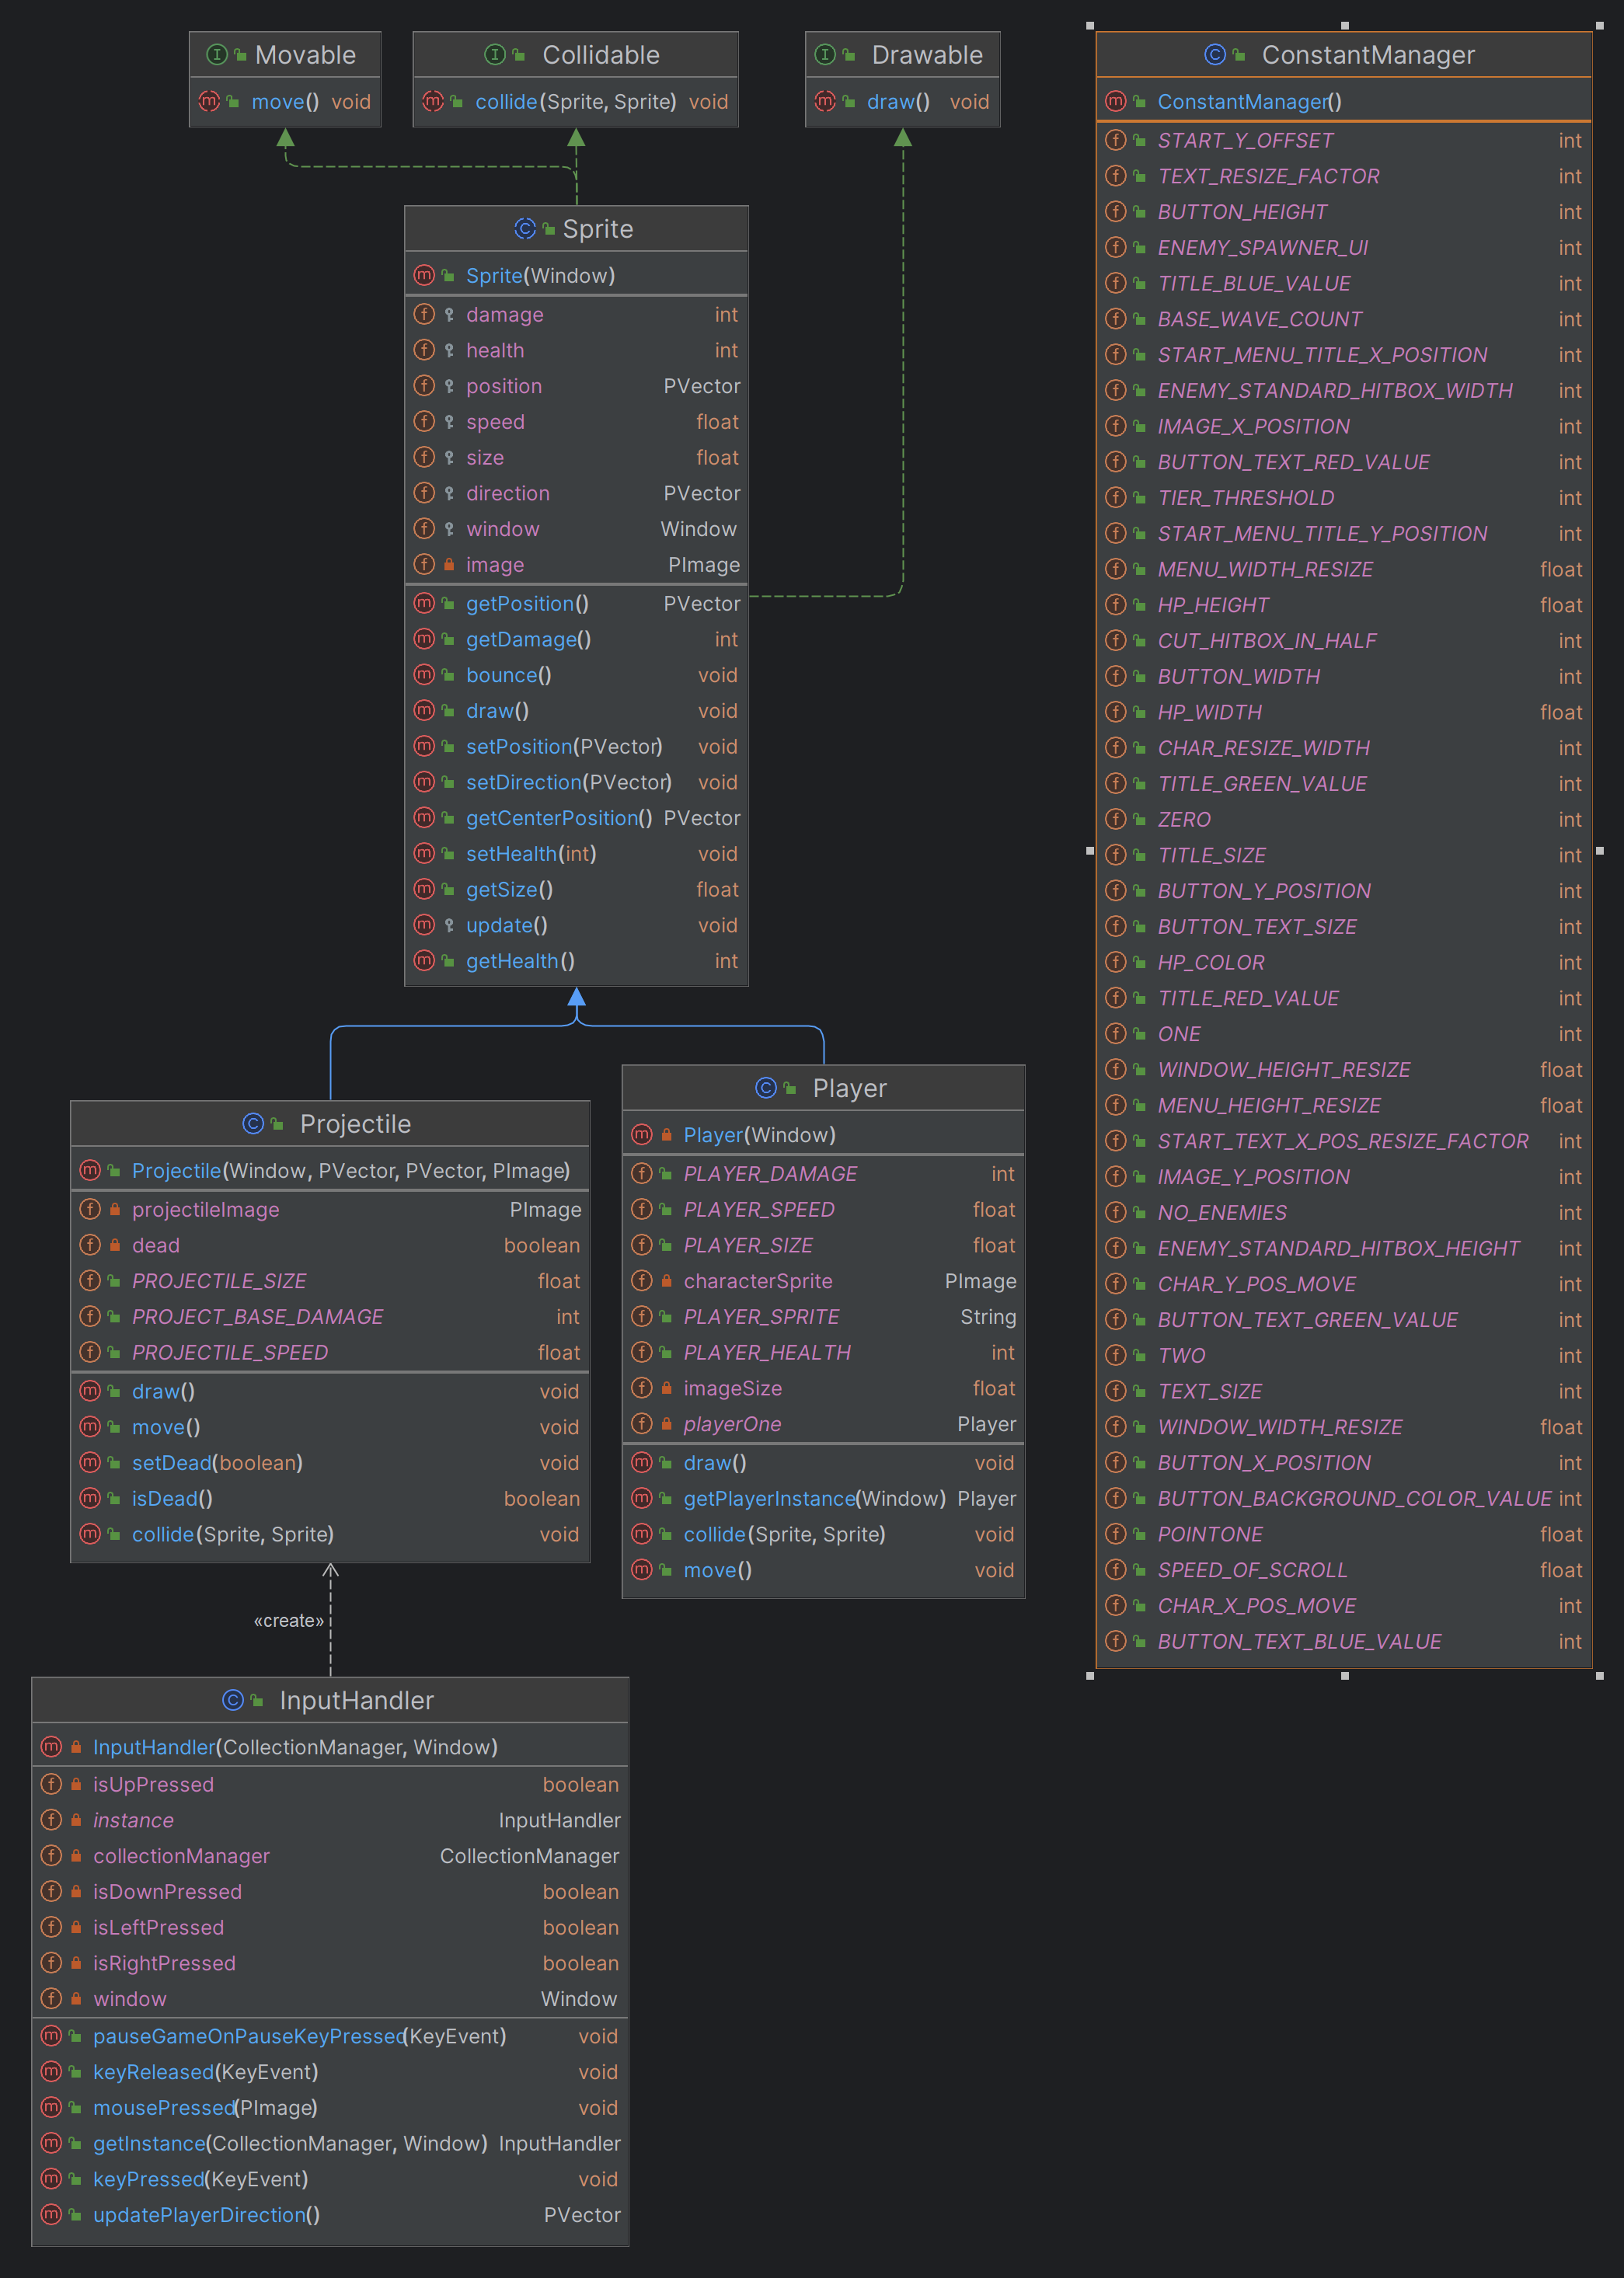 Movable
move() void
Collidable
collide(Sprite, Sprite) void
Drawable
draw() void
Sprite
Sprite(Window)
damage int
health int
position PVector
speed float
size float
direction PVector
window Window
image PImage
getPosition() PVector
getDamage() int
bounce() void
draw() void
setPosition(PVector) void
setDirection(PVector) void
getCenterPosition() PVector
setHealth(int) void
getSize() float
update() void
getHealth() int
Projectile
Projectile(Window, PVector, PVector, PImage)
projectileImage PImage
dead boolean
PROJECTILE_SIZE float
PROJECT_BASE_DAMAGE int
PROJECTILE_SPEED float
draw() void
move() void
setDead(boolean) void
isDead() boolean
collide(Sprite, Sprite) void
Player
Player(Window)
PLAYER_DAMAGE int
PLAYER_SPEED float
PLAYER_SIZE float
characterSprite PImage
PLAYER_SPRITE String
PLAYER_HEALTH int
imageSize float
playerOne Player
draw() void
getPlayerInstance(Window) Player
collide(Sprite, Sprite) void
move() void
«create»
InputHandler
InputHandler(CollectionManager, Window)
isUpPressed boolean
instance InputHandler
collectionManager CollectionManager
isDownPressed boolean
isLeftPressed boolean
isRightPressed boolean
window Window
pauseGameOnPauseKeyPressed(KeyEvent) void
keyReleased(KeyEvent) void
mousePressed(PImage) void
getInstance(CollectionManager, Window) InputHandler
keyPressed(KeyEvent) void
updatePlayerDirection() PVector
ConstantManager
ConstantManager()
START_Y_OFFSET int
TEXT_RESIZE_FACTOR int
BUTTON_HEIGHT int
ENEMY_SPAWNER_UI int
TITLE_BLUE_VALUE int
BASE_WAVE_COUNT int
START_MENU_TITLE_X_POSITION int
ENEMY_STANDARD_HITBOX_WIDTH int
IMAGE_X_POSITION int
BUTTON_TEXT_RED_VALUE int
TIER_THRESHOLD int
START_MENU_TITLE_Y_POSITION int
MENU_WIDTH_RESIZE float
HP_HEIGHT float
CUT_HITBOX_IN_HALF int
BUTTON_WIDTH int
HP_WIDTH float
CHAR_RESIZE_WIDTH int
TITLE_GREEN_VALUE int
ZERO int
TITLE_SIZE int
BUTTON_Y_POSITION int
BUTTON_TEXT_SIZE int
HP_COLOR int
TITLE_RED_VALUE int
ONE int
WINDOW_HEIGHT_RESIZE float
MENU_HEIGHT_RESIZE float
START_TEXT_X_POS_RESIZE_FACTOR int
IMAGE_Y_POSITION int
NO_ENEMIES int
ENEMY_STANDARD_HITBOX_HEIGHT int
CHAR_Y_POS_MOVE int
BUTTON_TEXT_GREEN_VALUE int
TWO int
TEXT_SIZE int
WINDOW_WIDTH_RESIZE float
BUTTON_X_POSITION int
BUTTON_BACKGROUND_COLOR_VALUE int
POINTONE float
SPEED_OF_SCROLL float
CHAR_X_POS_MOVE int
BUTTON_TEXT_BLUE_VALUE int